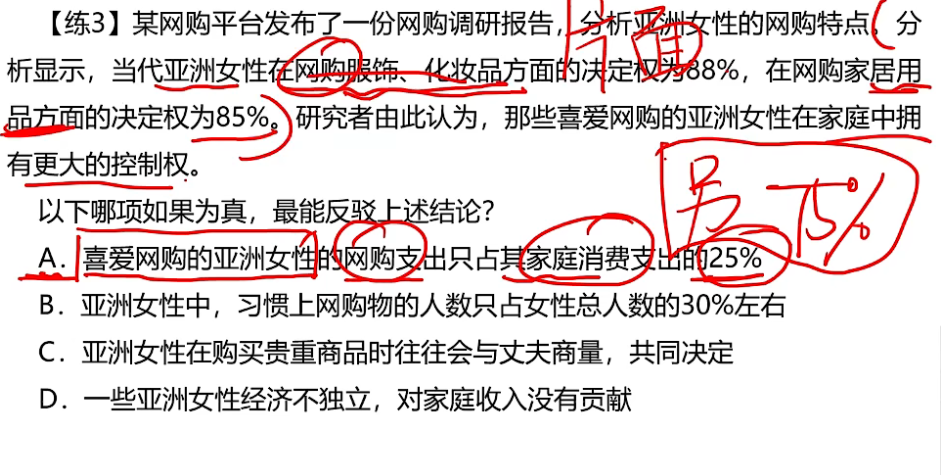 【练3】某网购平台发布了一份网购调研报告，分析亚洲女性的网购特点。分
析显示，当代亚洲女性在网购服饰、化妆品方面的决定权为88%，在网购家居用
品方面的决定权为85%。研究者由此认为，那些喜爱网购的亚洲女性在家庭中拥
有更大的控制权。
以下哪项如果为真，最能反驳上述结论？
A．喜爱网购的亚洲女性的网购支出只占其家庭消费支出的25%
B．亚洲女性中，习惯上网购物的人数只占女性总人数的30%左右
C．亚洲女性在购买贵重商品时往往会与丈夫商量，共同决定
D．一些亚洲女性经济不独立，对家庭收入没有贡献
片面
男 75%